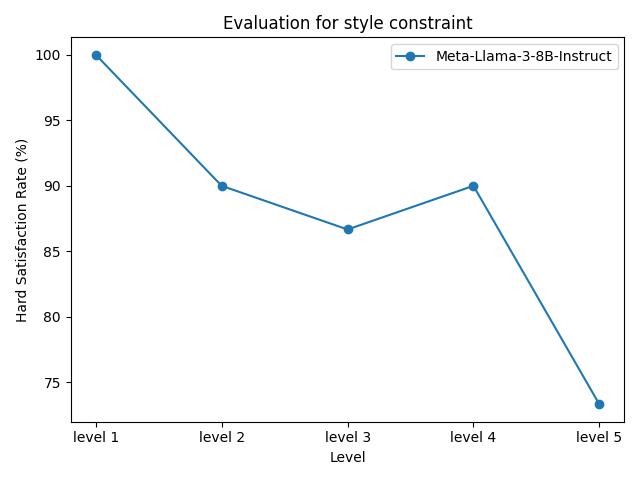 Evaluation for style constraint
Meta-Llama-3-8B-Instruct
Hard Satisfaction Rate (%)
100
95
90
85
80
75
level 1
level 2
level 3
level 4
level 5
Level